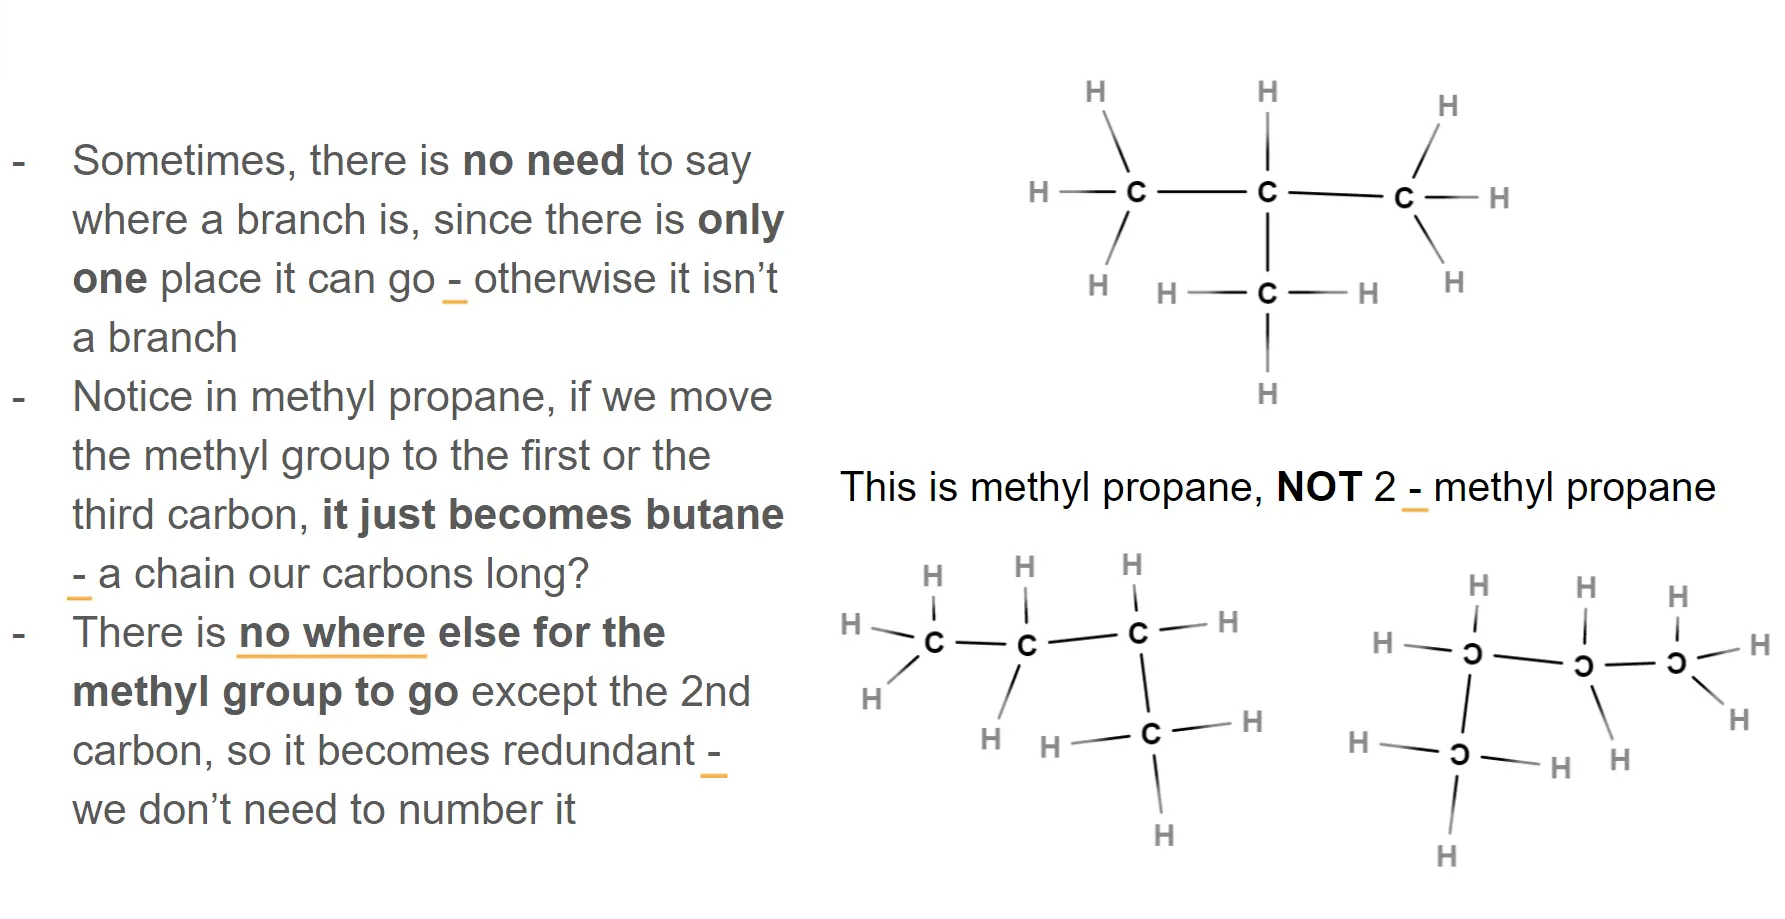 - Sometimes, there is no need to say
where a branch is, since there is only
one place it can go - otherwise it isn’t
a branch
- Notice in methyl propane, if we move
the methyl group to the first or the
third carbon, it just becomes butane
- a chain our carbons long?
- There is no where else for the
methyl group to go except the 2nd
carbon, so it becomes redundant -
we don’t need to number it
H H H
H C C C H
H H C H H
H
This is methyl propane, NOT 2 - methyl propane
H H H
H C C C H
H
H H C H
H
H H H
H C C C H
H
H C H H
H